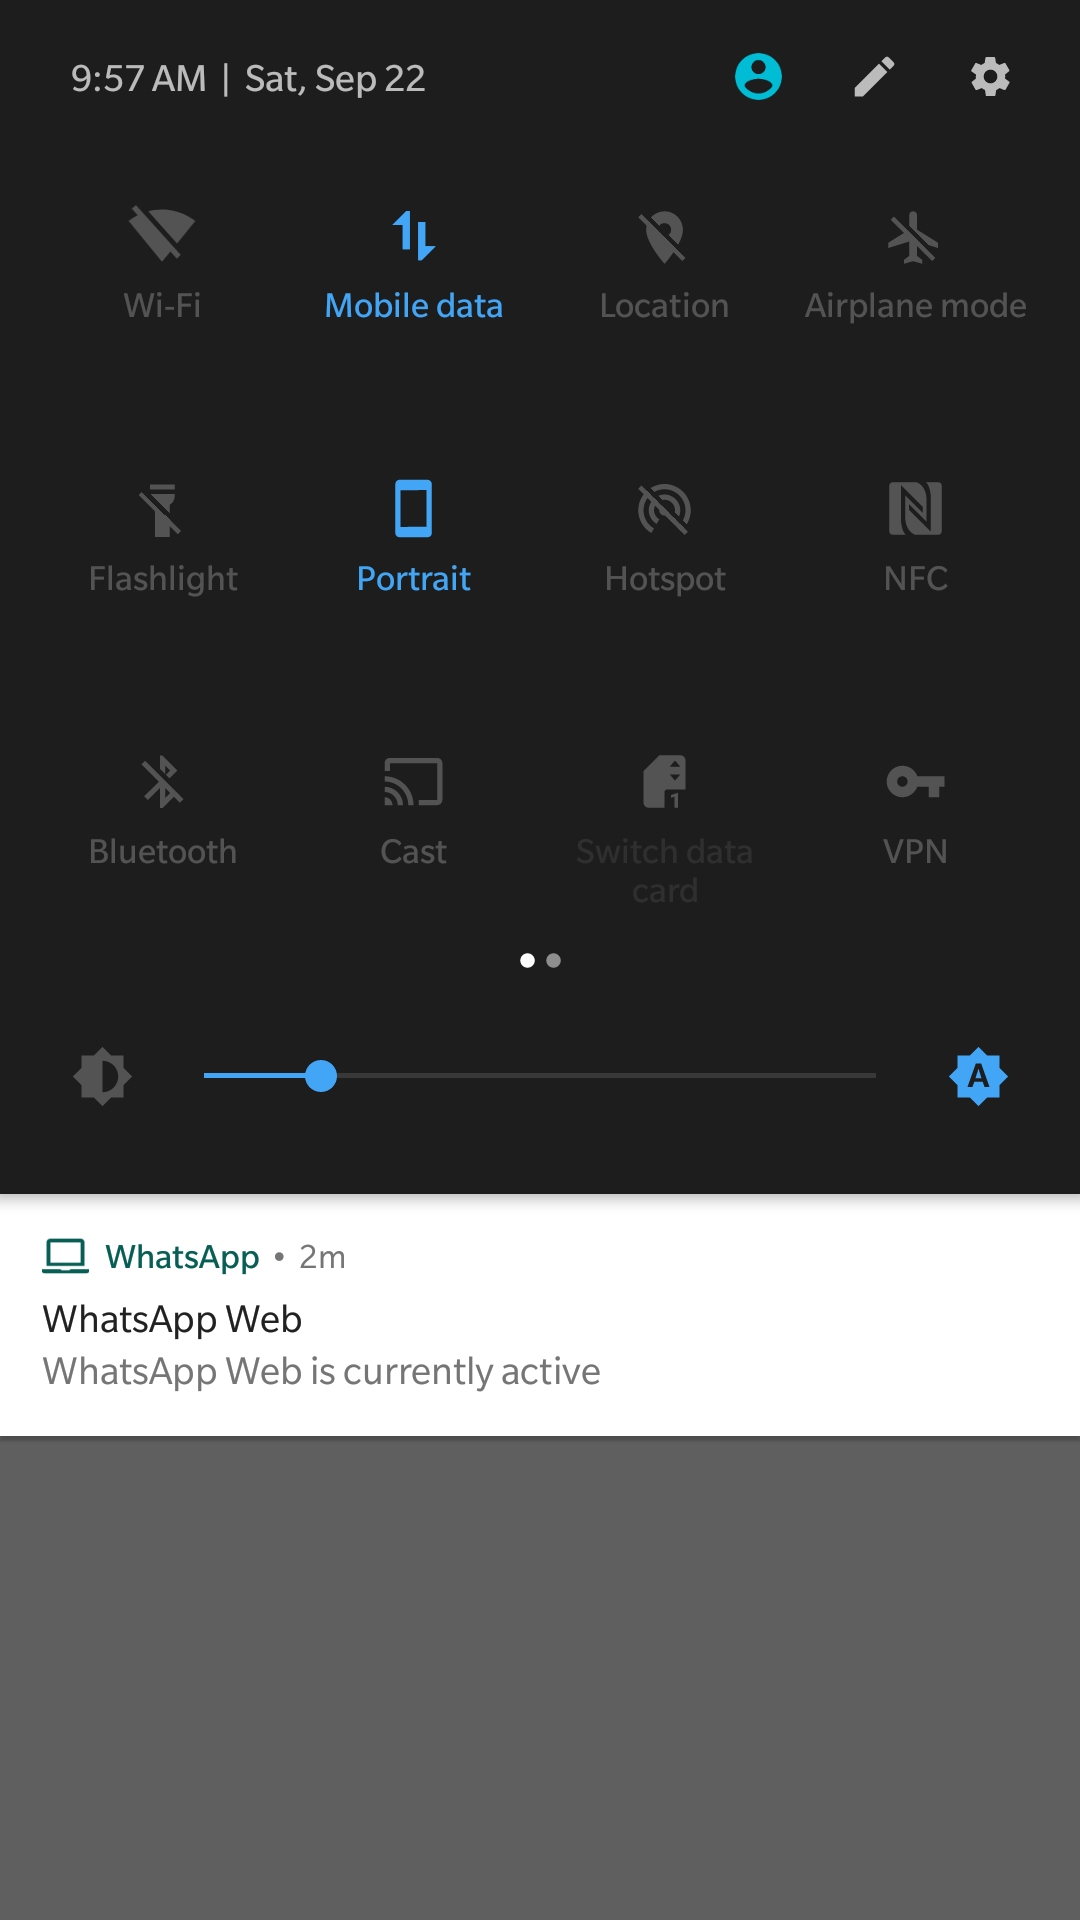 9:57 AM | Sat, Sep 22
Wi-Fi
Mobile data
Location
Airplane mode
Flashlight
Portrait
Hotspot
NFC
1
Bluetooth
Cast
Switch data
card
VPN
A
WhatsApp • 2m
WhatsApp Web
WhatsApp Web is currently active